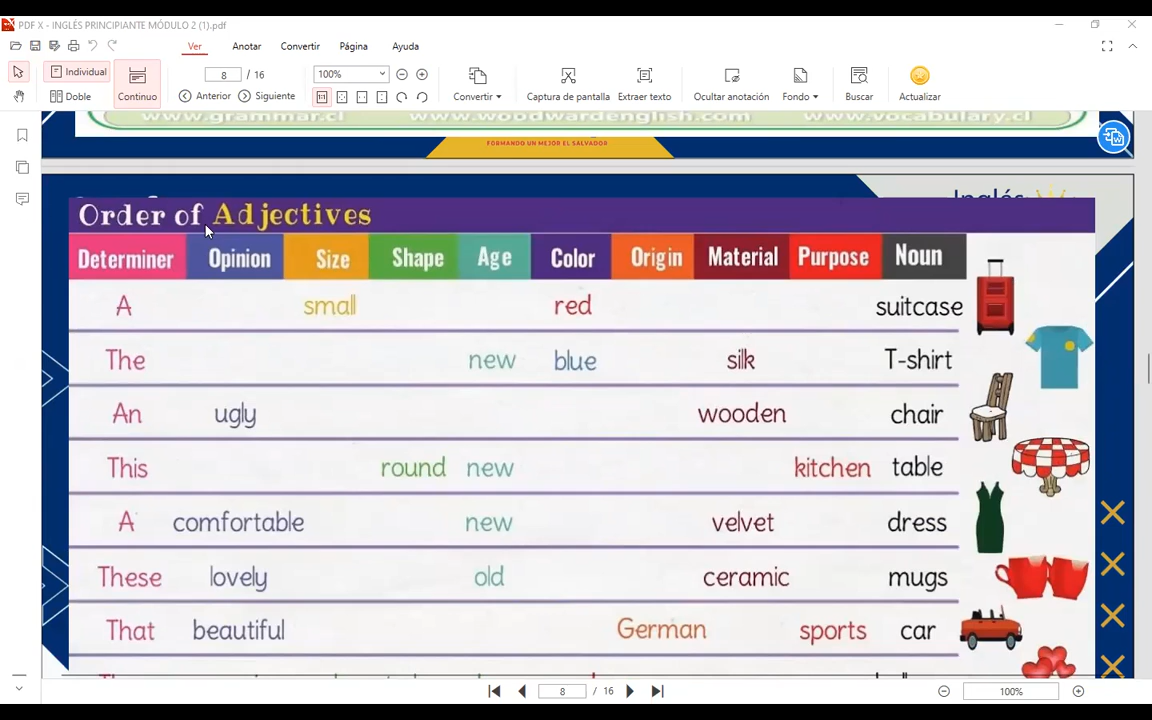 PDF X - INGLÉS PRINCIPIANTE MÓDULO 2 (1).pdf
Ver Anotar Convertir Página Ayuda
Individual
Doble
Continuo
8 / 16
Anterior Siguiente
100%
Convertir
Captura de pantalla
Extraer texto
Ocultar anotación
Fondo
Buscar
Actualizar
www.grammar.cl www.woodwardenglish.com www.vocabulary.cl
FORMANDO UN MEJOR EL SALVADOR
Inglés
Order of Adjectives
Determiner Opinion Size Shape Age Color Origin Material Purpose Noun
A small red suitcase
The new blue silk T-shirt
An ugly wooden chair
This round new kitchen table
A comfortable new velvet dress
These lovely old ceramic mugs
That beautiful German sports car
8 / 16
100%